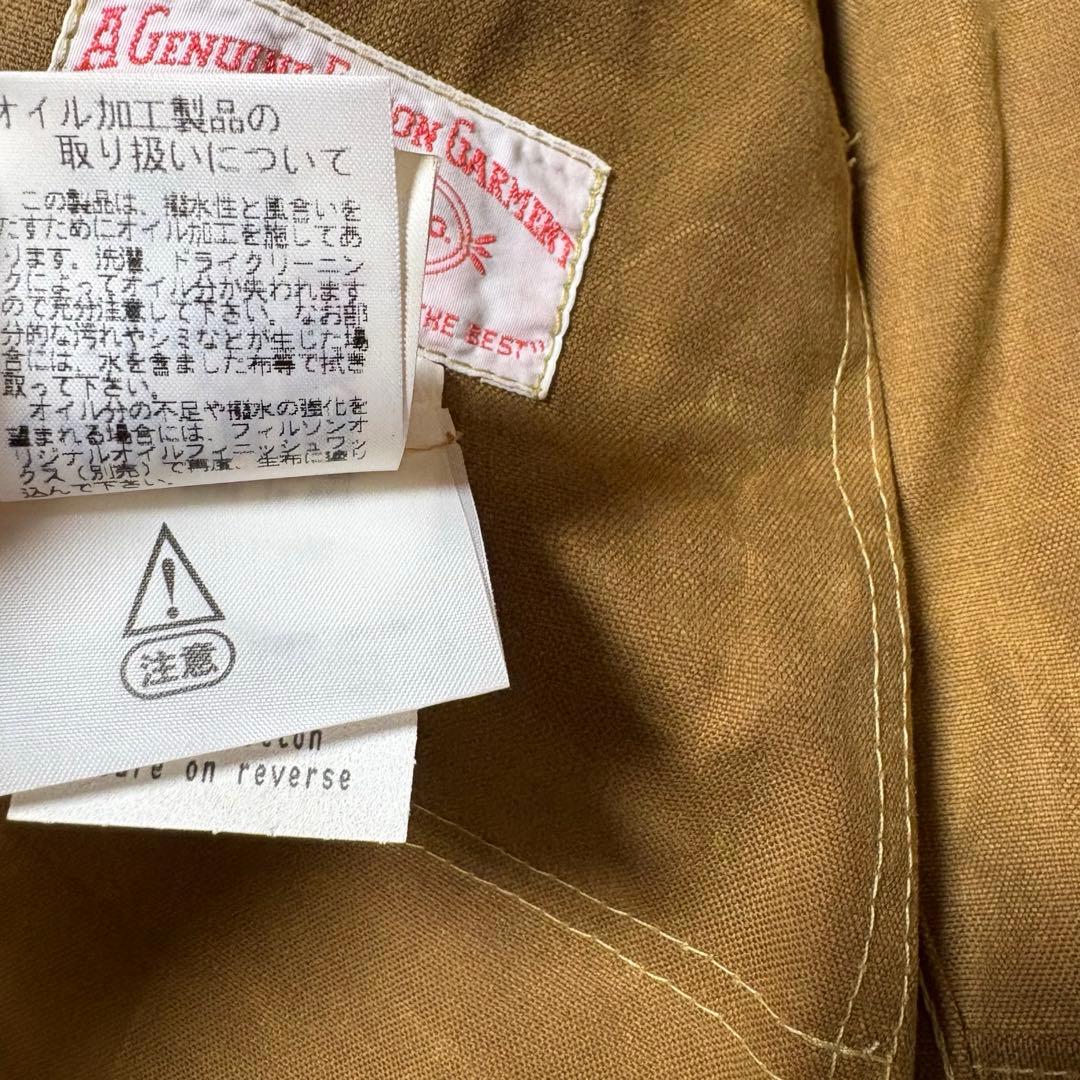 A GENUINE
ON GARMENT
THE BEST"
オイル加工製品の
取り扱いについて
この製品は、撥水性と風合いを
たすためにオイル加工を施してあ
ります。洗濯、ドライクリーニン
グによってオイル分が失われます
ので充分注意して下さい。なお部
分的な汚れやシミなどが生じた場
合には、水を含ました布等で拭き
取って下さい。
オイル分の不足や撥水の強化を
望まれる場合には、フィルソンオ
リジナルオイルフィニッシュワッ
クス(別売)で再度、生布に塗り
込んで下さい。
注意
on reverse